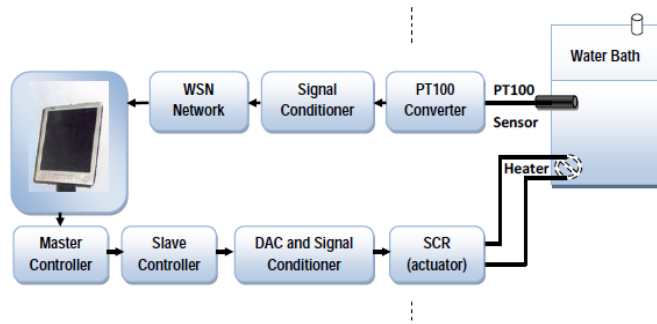 Water Bath
WSN
Network
Signal
Conditioner
PT100
Converter
PT100
Sensor
Heater
Master
Controller
Slave
Controller
DAC and Signal
Conditioner
SCR
(actuator)